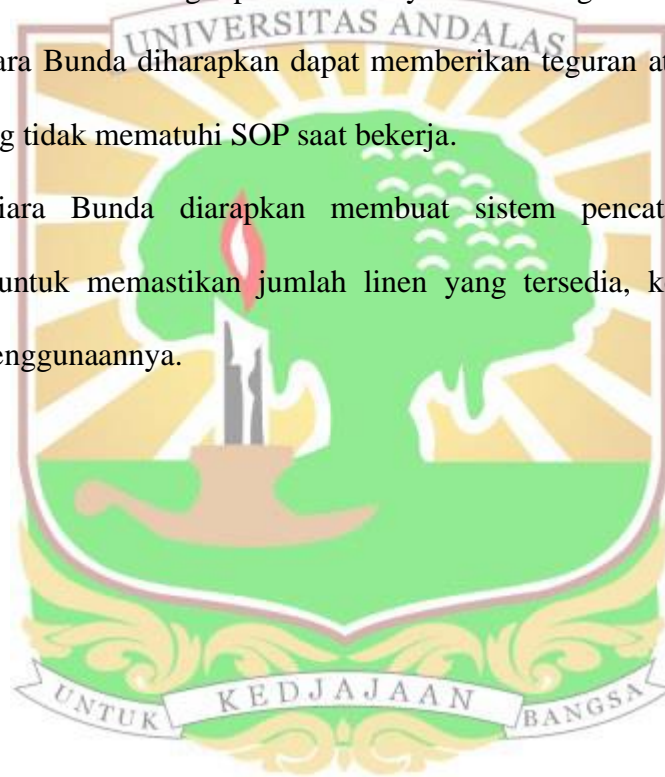 UNIVERSITAS ANDALAS
ara Bunda diharapkan dapat memberikan teguran at
g tidak mematuhi SOP saat bekerja.
iara Bunda diarapkan membuat sistem pencat
untuk memastikan jumlah linen yang tersedia, k
enggunaannya.
UNTUK KEDJAJAAN BANGSA